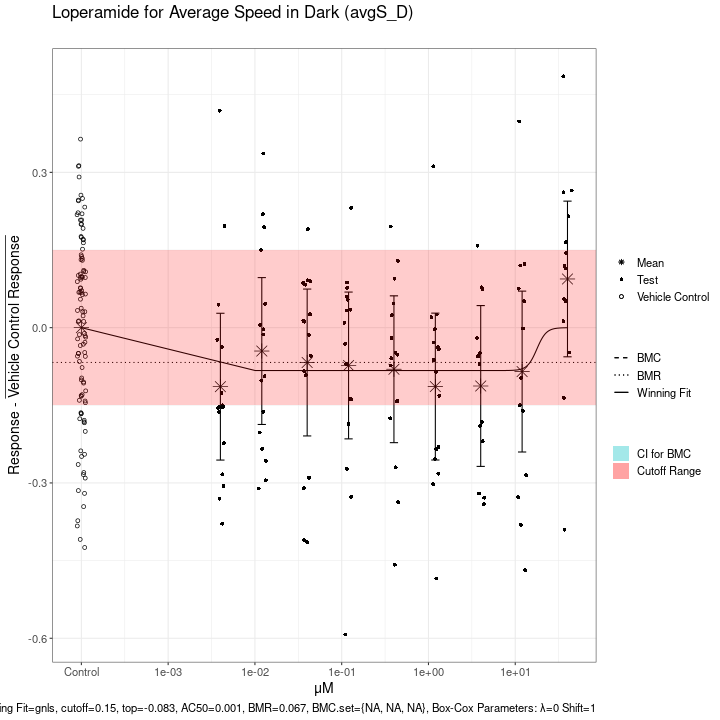 Loperamide for Average Speed in Dark (avgS_D)
Response - Vehicle Control Response
0.3
0.0
-0.3
-0.6
Control
1e-03
1e-02
1e-01
1e+00
1e+01
μM
Mean
Test
Vehicle Control
BMC
BMR
Winning Fit
CI for BMC
Cutoff Range
ng Fit=gnls, cutoff=0.15, top=-0.083, AC50=0.001, BMR=0.067, BMC.set={NA, NA, NA}, Box-Cox Parameters: λ=0 Shift=1